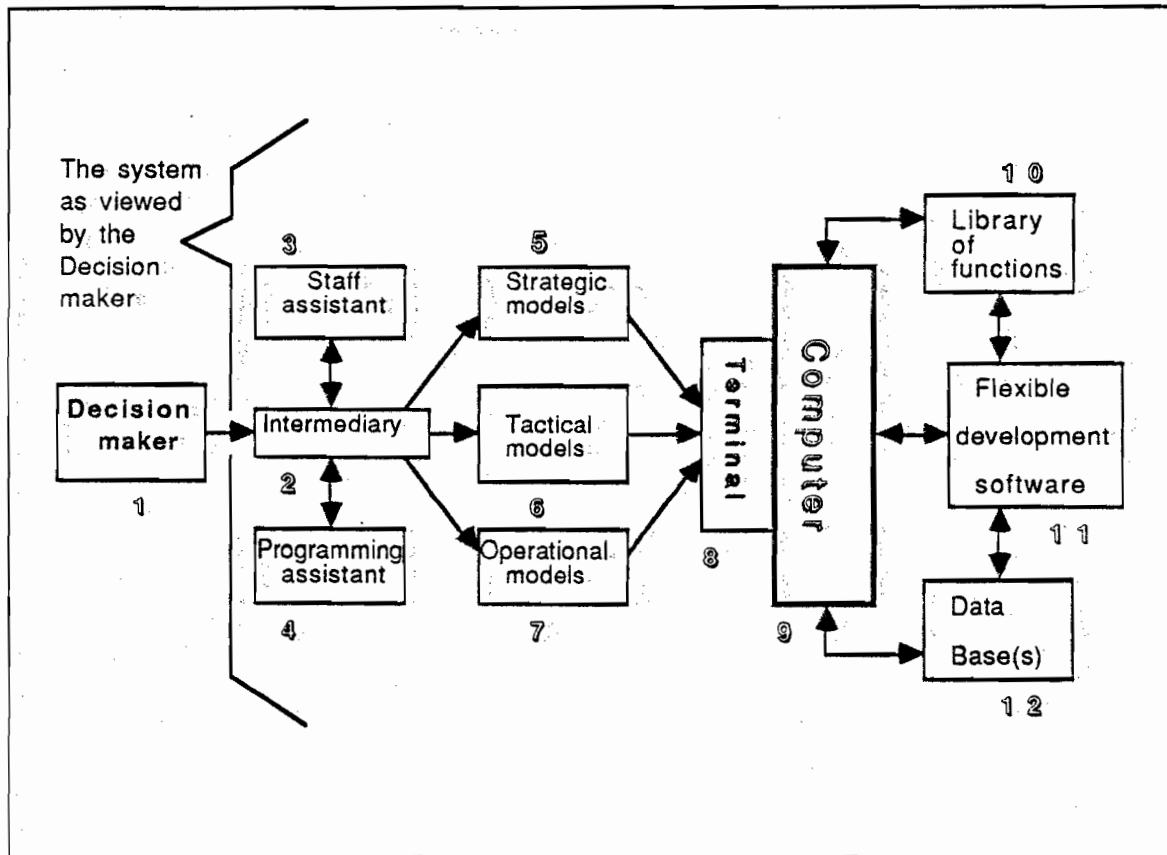 The system
as viewed
by the
Decision
maker
Decision
maker
1
3
Staff
assistant
Intermediary
2
Programming
assistant
4
5
Strategic
models
Tactical
models
6
Operational
models
7
Terminal
8
Computer
9
10
Library
of
functions
Flexible
development
software
11
Data
Base(s)
12